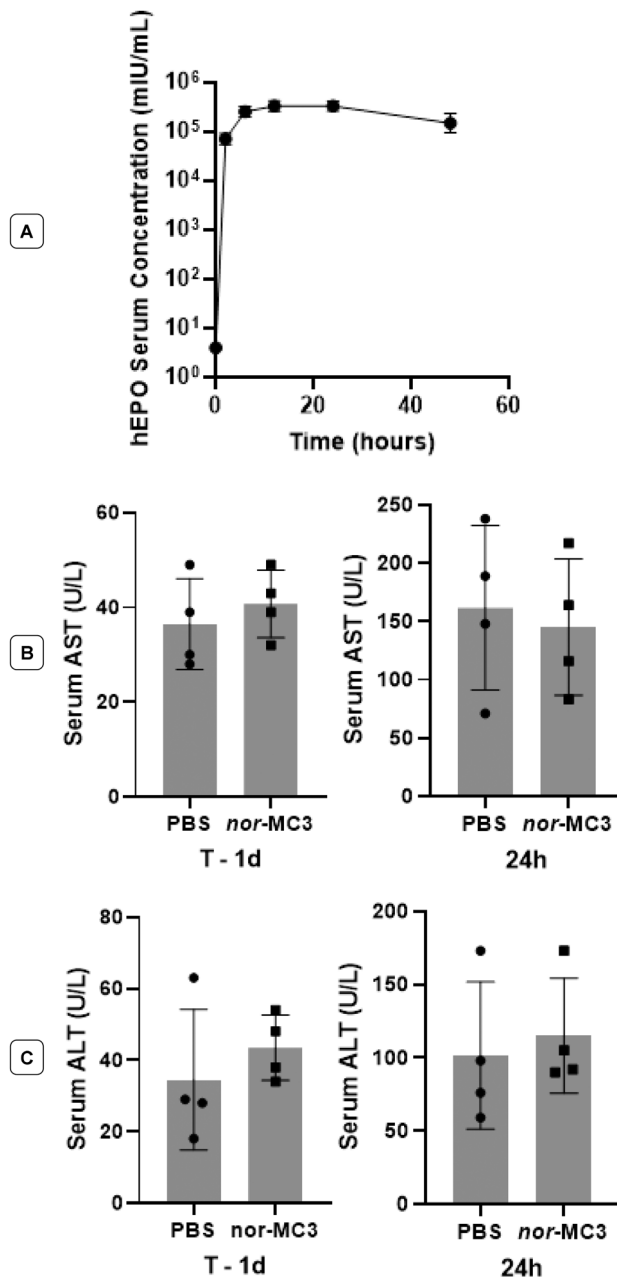 A
hEPO Serum Concentration (mIU/mL)
10^6
10^5
10^4
10^3
10^2
10^1
10^0
0 20 40 60
Time (hours)
B
Serum AST (U/L)
60
40
20
0
PBS nor-MC3
T - 1d
Serum AST (U/L)
250
200
150
100
50
0
PBS nor-MC3
24h
C
Serum ALT (U/L)
80
60
40
20
0
PBS nor-MC3
T - 1d
Serum ALT (U/L)
200
150
100
50
0
PBS nor-MC3
24h